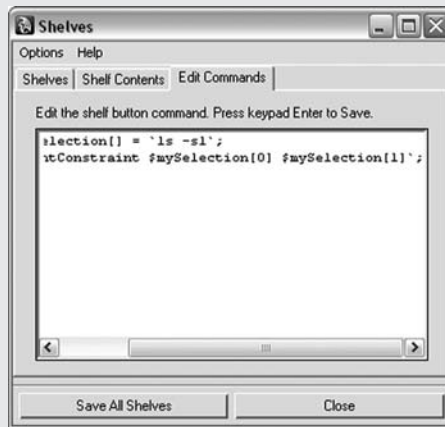 Shelves
Options Help
Shelves Shelf Contents Edit Commands
Edit the shelf button command. Press keypad Enter to Save.
election[] = `ls -sl`;
ntConstraint $mySelection[0] $mySelection[1]`;
Save All Shelves Close